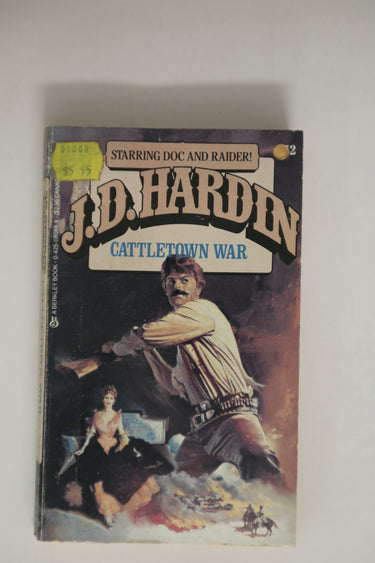 $5.95
STARRING DOC AND RAIDER!
J.D. HARDIN
CATTLETOWN WAR
A BERKLEY BOOK